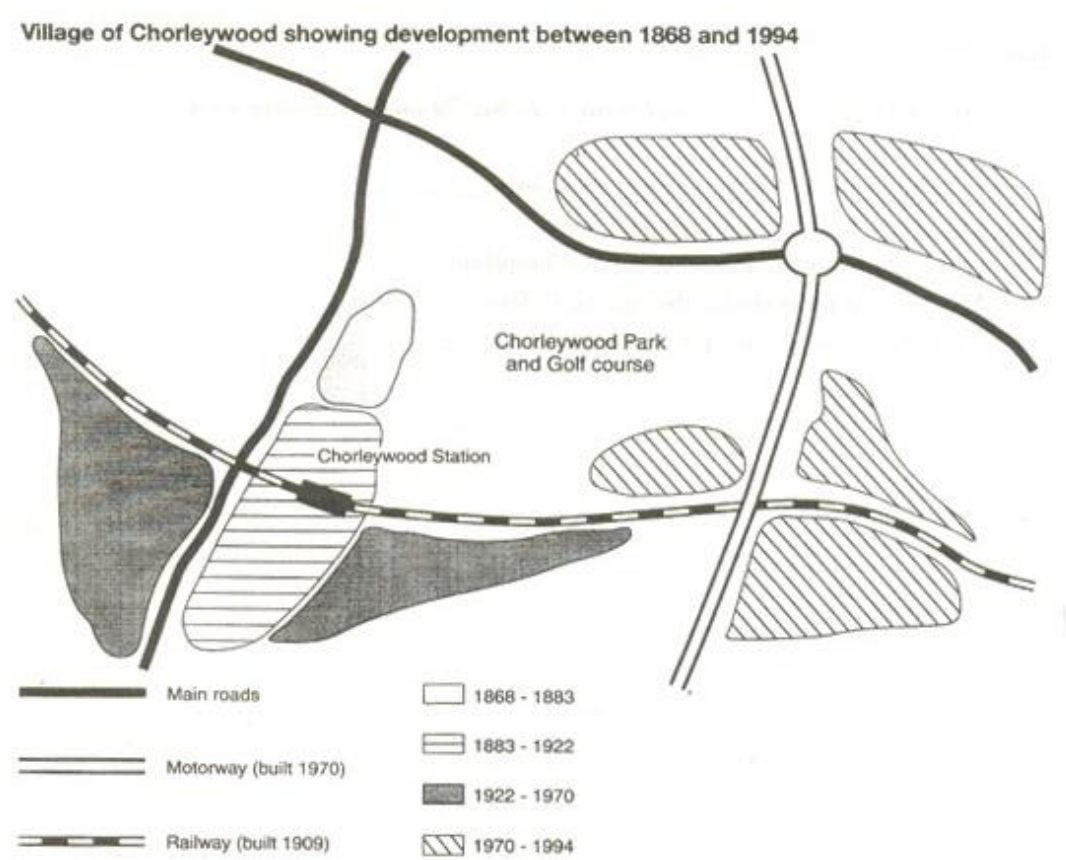 Village of Chorleywood showing development between 1868 and 1994
Chorleywood Park
and Golf course
Chorleywood Station
Main roads
Motorway (built 1970)
Railway (built 1909)
1868 - 1883
1883 - 1922
1922 - 1970
1970 - 1994